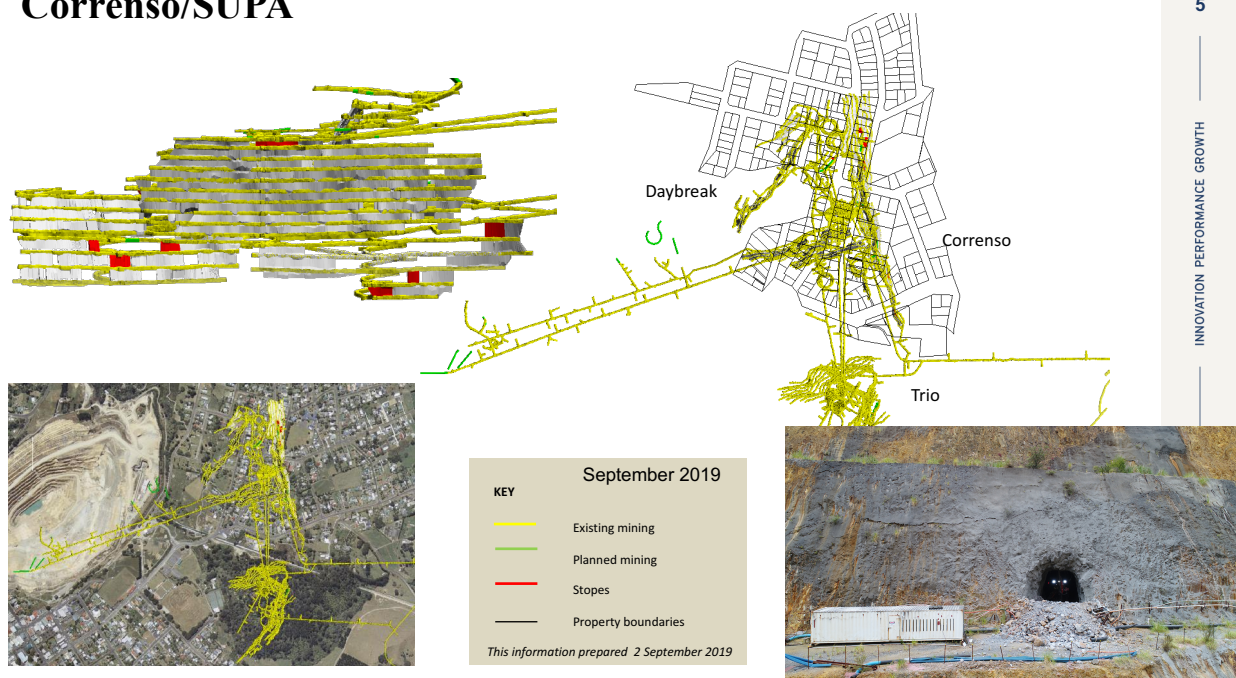 Correnso/SUPA
5
INNOVATION PERFORMANCE GROWTH
Daybreak
Correnso
Trio
September 2019
KEY
Existing mining
Planned mining
Stopes
Property boundaries
This information prepared 2 September 2019